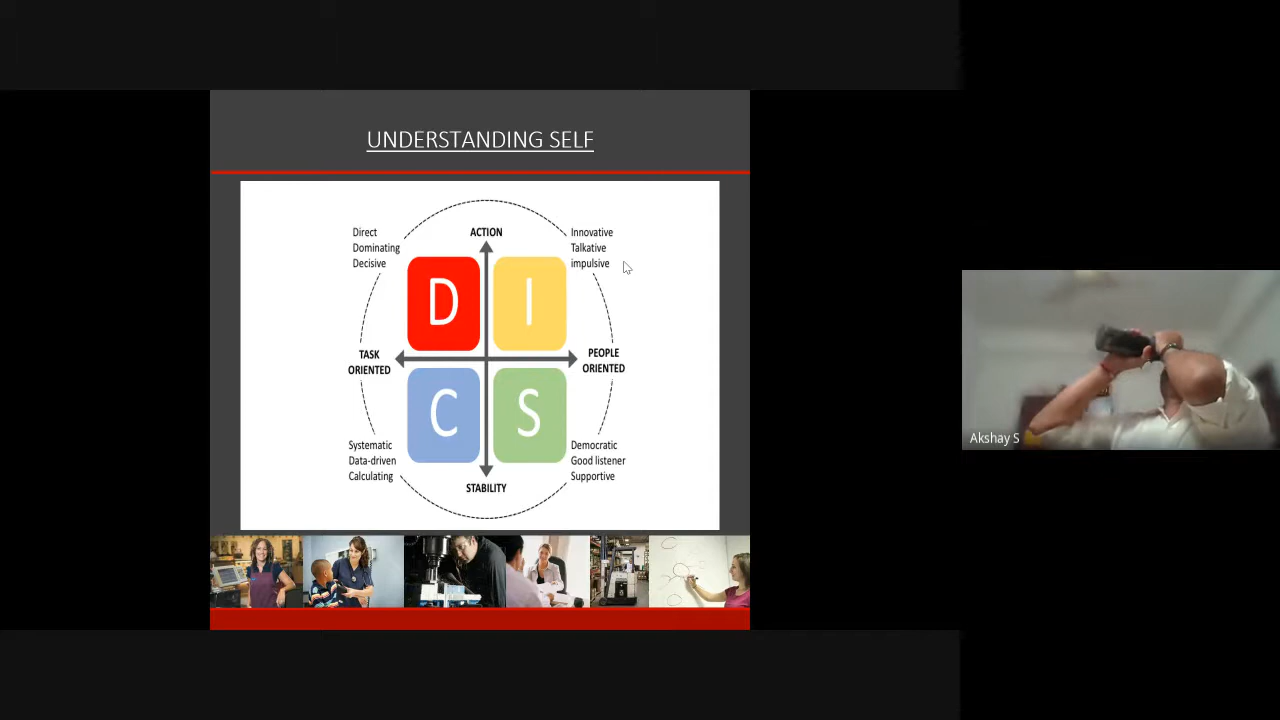 UNDERSTANDING SELF
Direct
Dominating
Decisive
ACTION
Innovative
Talkative
impulsive
D
I
TASK
ORIENTED
PEOPLE
ORIENTED
C
S
Systematic
Data-driven
Calculating
Democratic
Good listener
Supportive
STABILITY
Akshay S